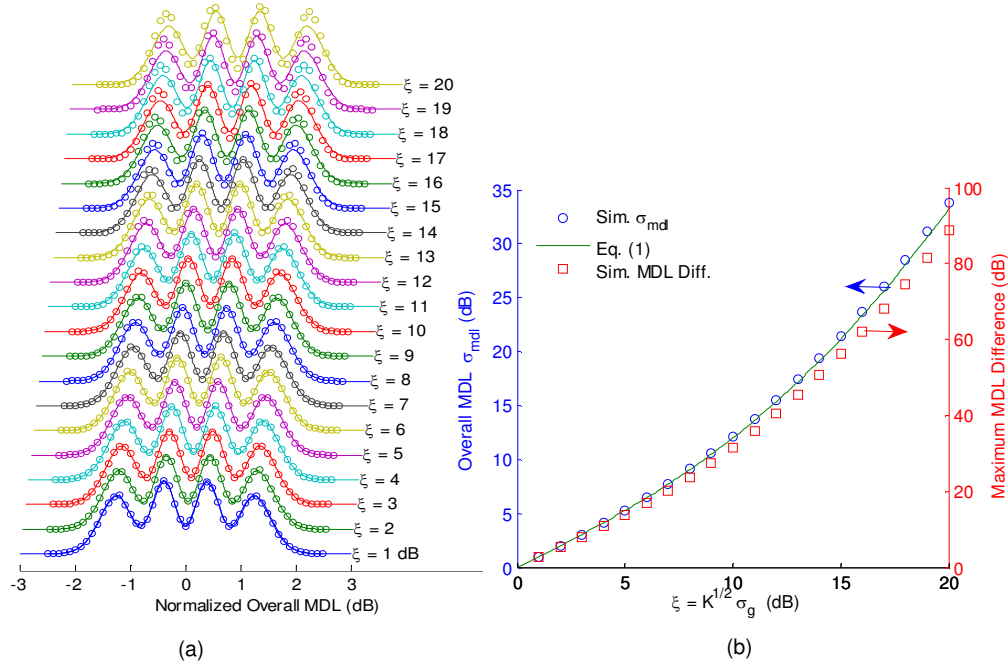 ξ = 20
ξ = 19
ξ = 18
ξ = 17
ξ = 16
ξ = 15
ξ = 14
ξ = 13
ξ = 12
ξ = 11
ξ = 10
ξ = 9
ξ = 8
ξ = 7
ξ = 6
ξ = 5
ξ = 4
ξ = 3
ξ = 2
ξ = 1 dB
-3 -2 -1 0 1 2 3
Normalized Overall MDL (dB)
(a)
35
30
25
20
15
10
5
0
Overall MDL σmdl (dB)
Sim. σmdl
Eq. (1)
Sim. MDL Diff.
100
80
60
40
20
0
Maximum MDL Difference (dB)
0 5 10 15 20
ξ = K^1/2 σg (dB)
(b)